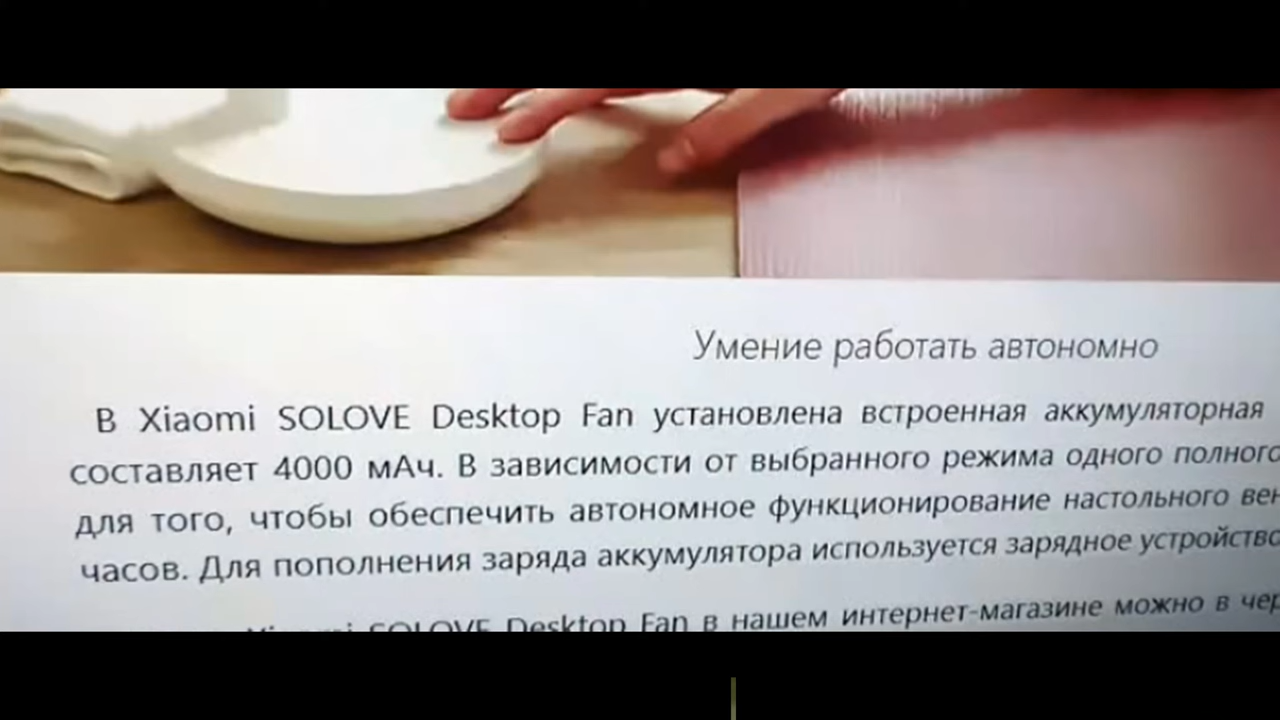 Умение работать автономно
В Xiaomi SOLOVE Desktop Fan установлена встроенная аккумуляторная
составляет 4000 мАч. В зависимости от выбранного режима одного полного
для того, чтобы обеспечить автономное функционирование настольного
часов. Для пополнения заряда аккумулятора используется зарядное устройство
SOLOVE Desktop Fan в нашем интернет-магазине можно в